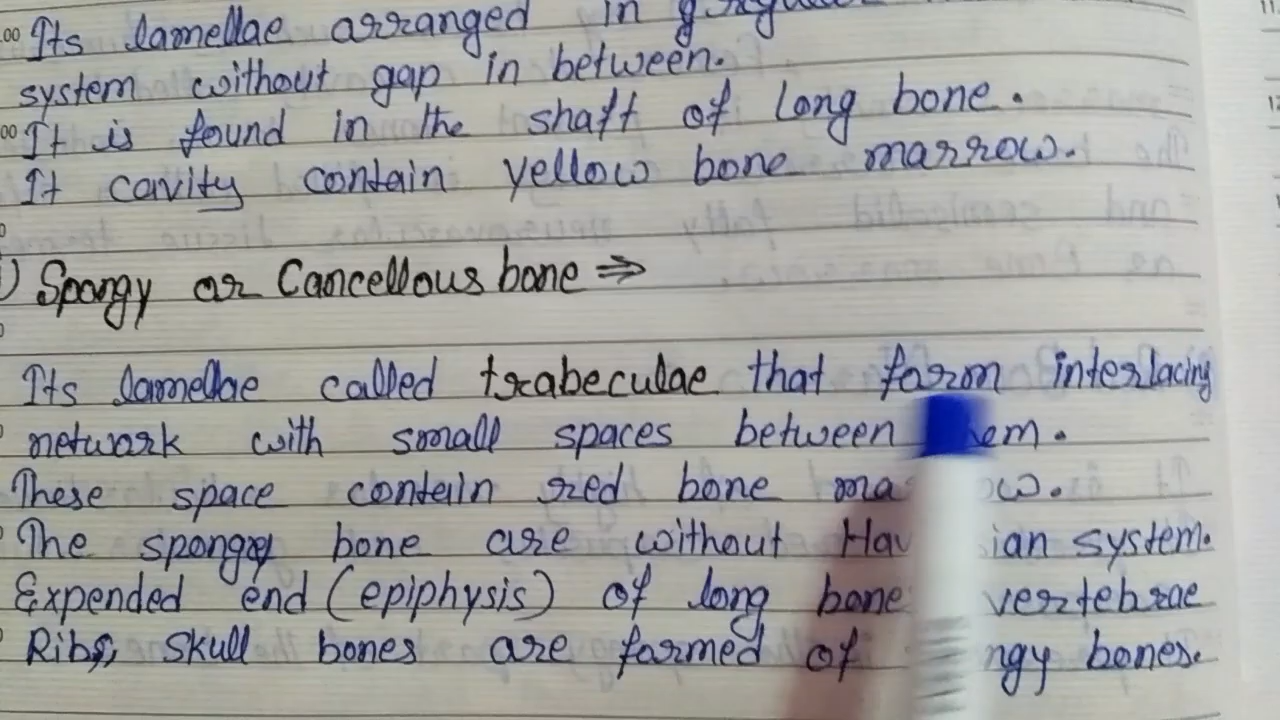 Its lamellae arranged in
system without gap in between.
It is found in the shaft of long bone.
It cavity contain yellow bone marrow.
) Spongy or Cancellous bone ⇒
Its lamellae called trabeculae that form interlacing
network with small spaces between
These space contain red bone
The spongy bone are without system.
Expended end (epiphysis) of long bone vertebrae
Ribs, skull bones are formed of bones.